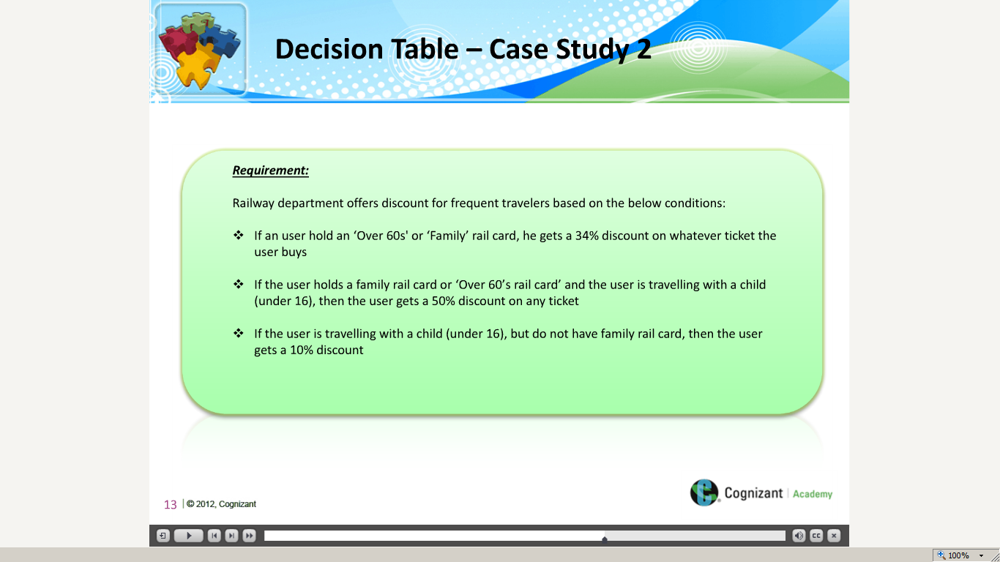 Decision Table – Case Study 2
Requirement:
Railway department offers discount for frequent travelers based on the below conditions:
❖ If an user hold an ‘Over 60s' or ‘Family’ rail card, he gets a 34% discount on whatever ticket the
user buys
❖ If the user holds a family rail card or ‘Over 60’s rail card’ and the user is travelling with a child
(under 16), then the user gets a 50% discount on any ticket
❖ If the user is travelling with a child (under 16), but do not have family rail card, then the user
gets a 10% discount
Cognizant | Academy
13 | © 2012, Cognizant
CC
100%